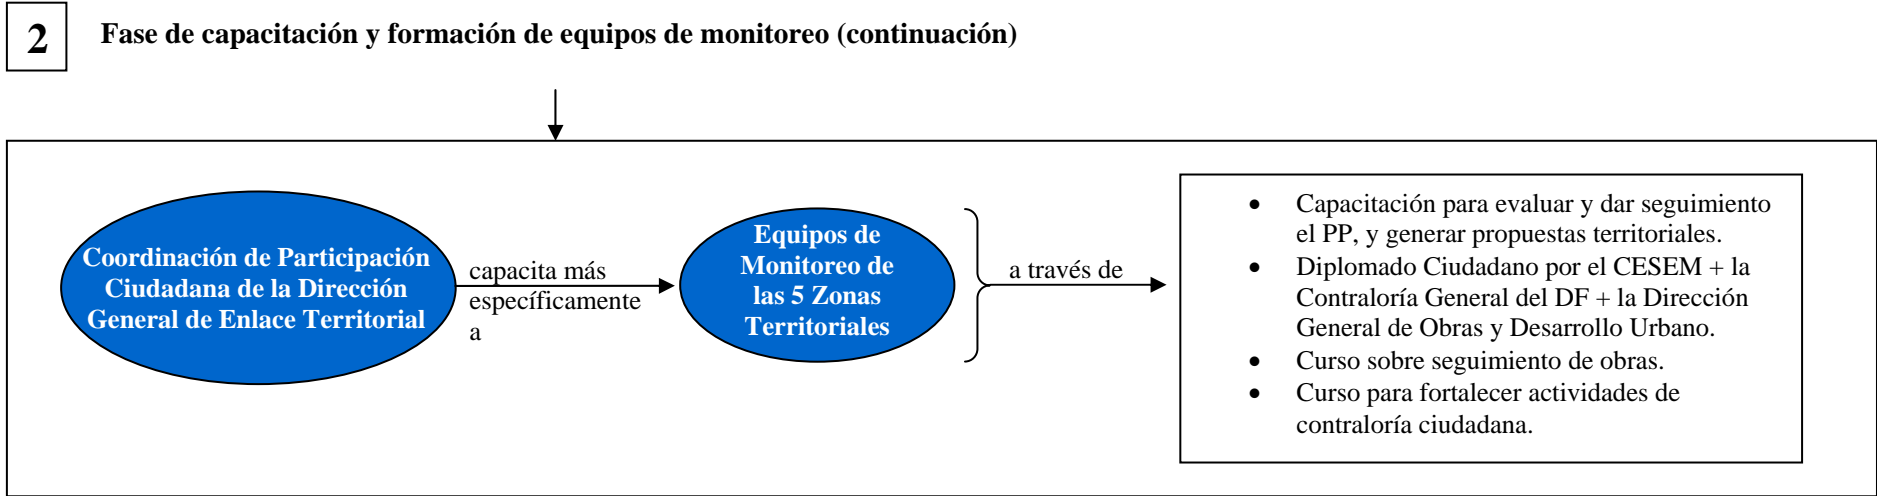 2
Fase de capacitación y formación de equipos de monitoreo (continuación)
Coordinación de Participación
Ciudadana de la Dirección
General de Enlace Territorial
capacita más
específicamente
a
Equipos de
Monitoreo de
las 5 Zonas
Territoriales
a través de
• Capacitación para evaluar y dar seguimiento
el PP, y generar propuestas territoriales.
• Diplomado Ciudadano por el CESEM + la
Contraloría General del DF + la Dirección
General de Obras y Desarrollo Urbano.
• Curso sobre seguimiento de obras.
• Curso para fortalecer actividades de
contraloría ciudadana.